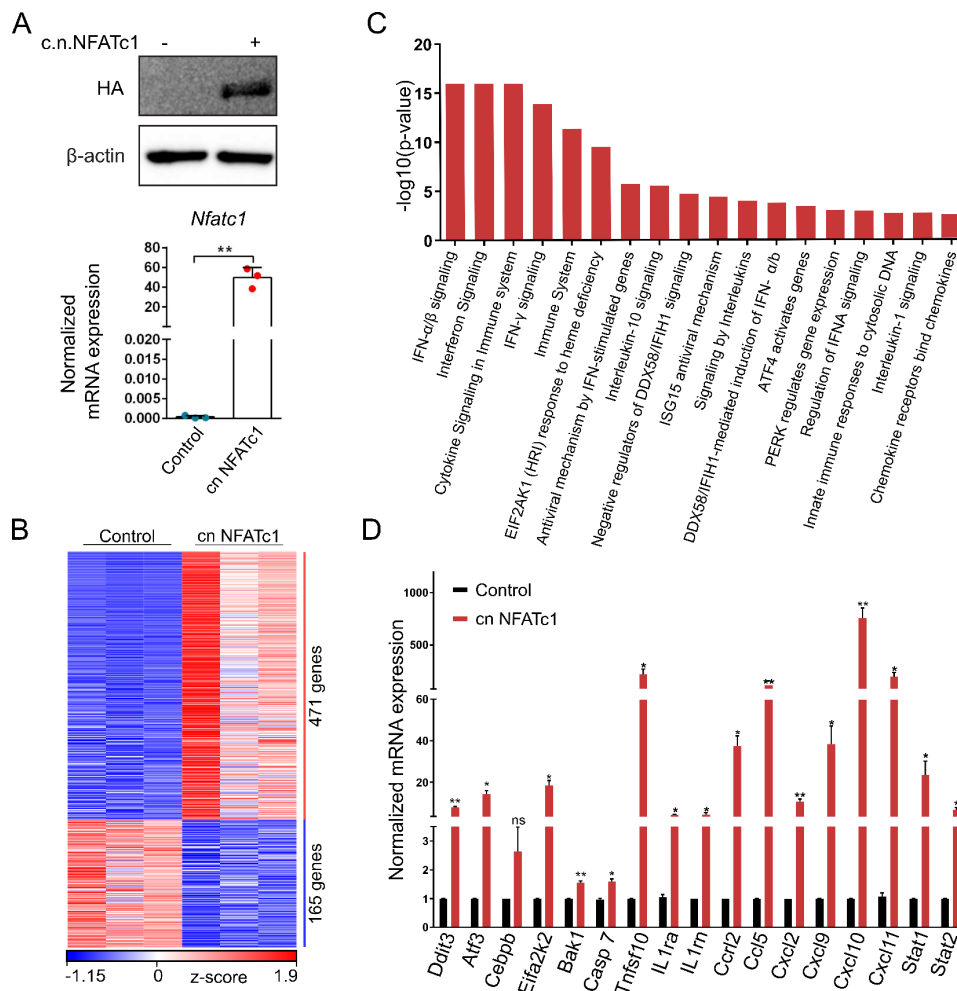 A
c.n.NFATc1 - +
HA
β-actin
Nfatc1
**
Normalized
mRNA expression
80
60
40
20
0.020
0.015
0.010
0.005
0.000
Control
cn NFATc1
C
-log10(p-value)
20
15
10
5
0
IFN-α/β signaling
Interferon Signaling
Cytokine Signaling in Immune system
IFN-γ signaling
Immune System
EIF2AK1 (HRI) response to heme deficiency
Antiviral mechanism by IFN-stimulated genes
Interleukin-10 signaling
Negative regulators of DDX58/IFIH1 signaling
ISG15 antiviral mechanism
Signaling by Interleukins
DDX58/IFIH1-mediated induction of IFN- α/b
ATF4 activates genes
PERK regulates gene expression
Regulation of IFNA signaling
Innate immune responses to cytosolic DNA
Interleukin-1 signaling
Chemokine receptors bind chemokines
B
Control cn NFATc1
471 genes
165 genes
-1.15 0 z-score 1.9
D
Control
cn NFATc1
Normalized mRNA expression
1000
500
60
40
20
3
2
1
0
** * ns * ** * * * * * ** ** * ** * * *
Ddit3
Atf3
Cebpb
Eifa2k2
Bak1
Casp 7
Tnfsf10
IL1ra
IL1rn
Ccrl2
Ccl5
Cxcl2
Cxcl9
Cxcl10
Cxcl11
Stat1
Stat2